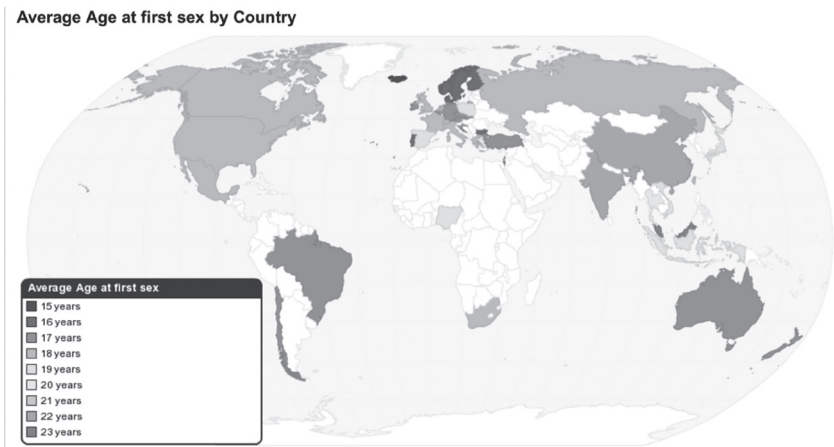 Average Age at first sex by Country
Average Age at first sex
15 years
16 years
17 years
18 years
19 years
20 years
21 years
22 years
23 years